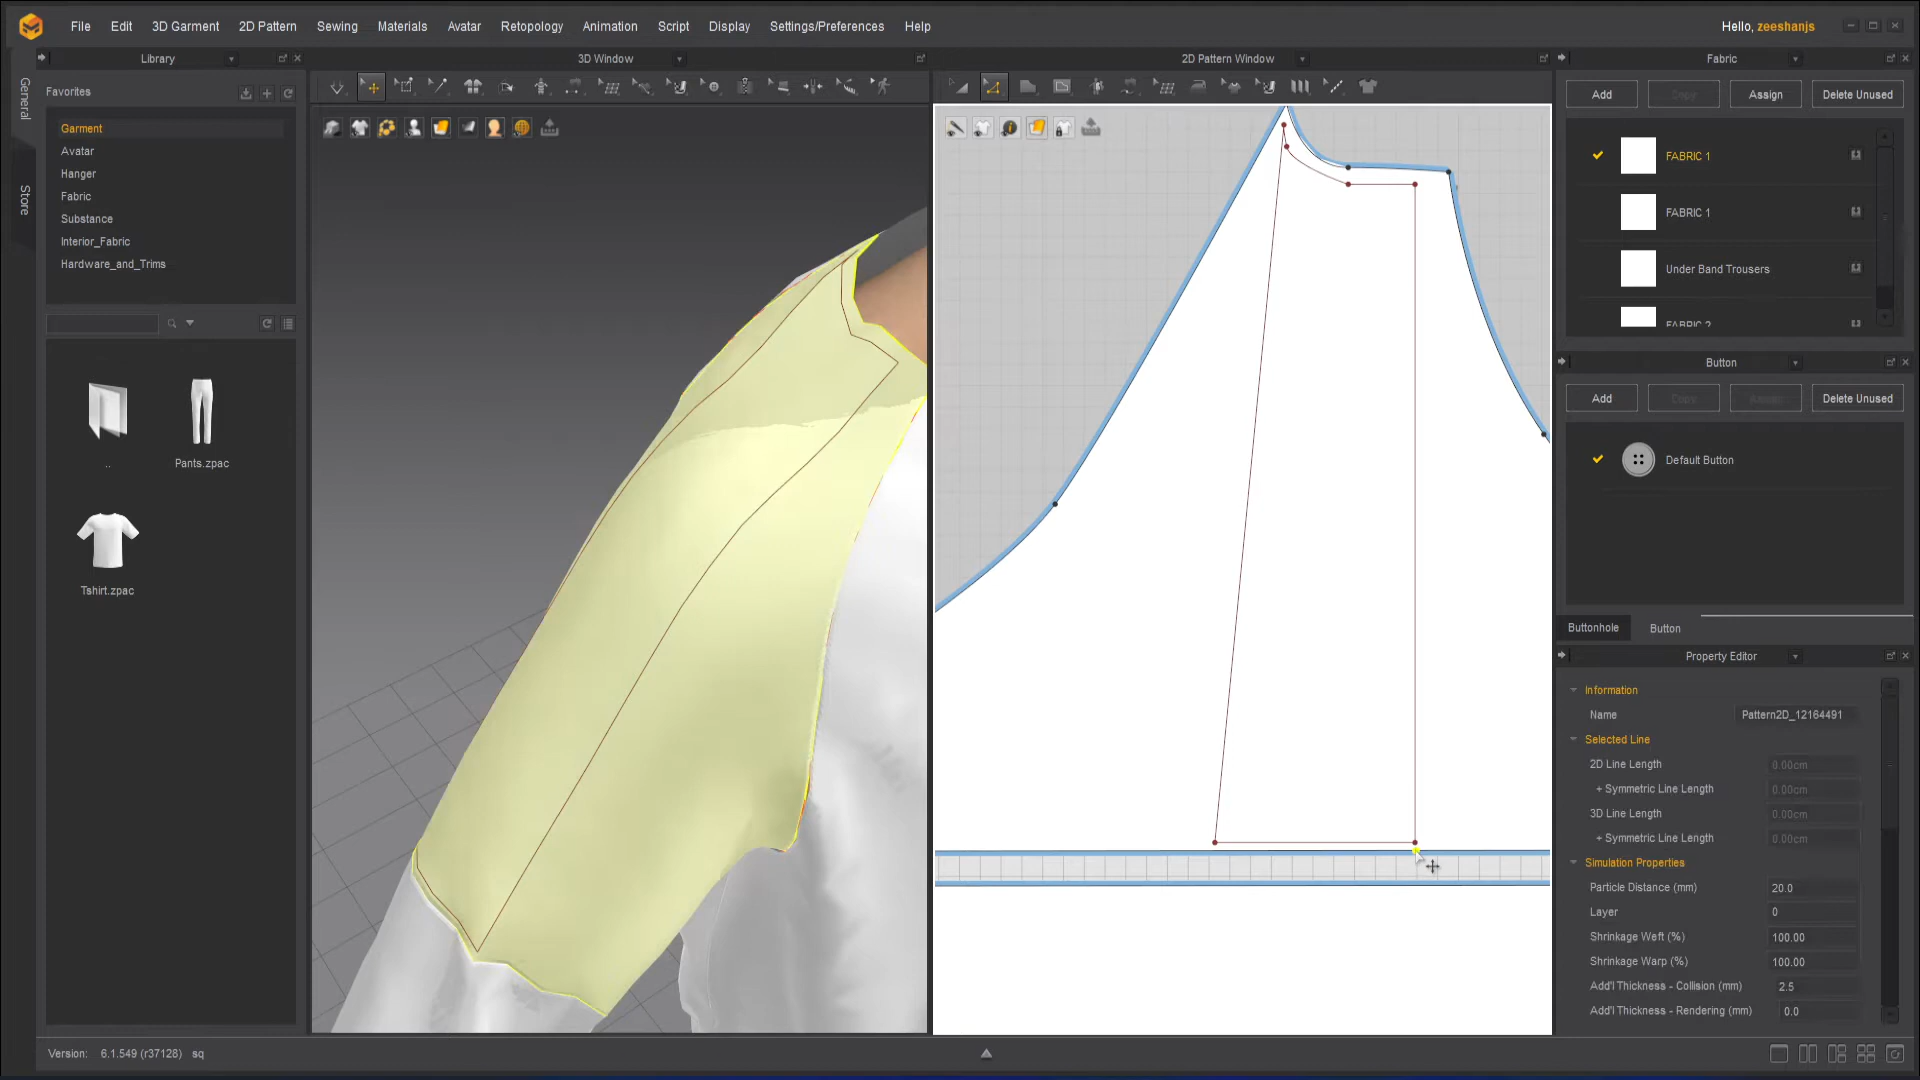 File Edit 3D Garment 2D Pattern Sewing Materials Avatar Retopology Animation Script Display Settings/Preferences Help
Hello, zeeshanjs
Library
3D Window
2D Pattern Window
Fabric
General
Store
Favorites
Garment
Avatar
Hanger
Fabric
Substance
Interior_Fabric
Hardware_and_Trims
..
Pants.zpac
Tshirt.zpac
Add Copy Assign Delete Unused
FABRIC 1
FABRIC 1
Under Band Trousers
FABRIC 2
Button
Add Copy Assign Delete Unused
Default Button
Buttonhole Button
Property Editor
Information
Name Pattern2D_12164491
Selected Line
2D Line Length 0.00cm
+ Symmetric Line Length 0.00cm
3D Line Length 0.00cm
+ Symmetric Line Length 0.00cm
Simulation Properties
Particle Distance (mm) 20.0
Layer 0
Shrinkage Weft (%) 100.00
Shrinkage Warp (%) 100.00
Add'l Thickness - Collision (mm) 2.5
Add'l Thickness - Rendering (mm) 0.0
Version: 6.1.549 (r37128) sq